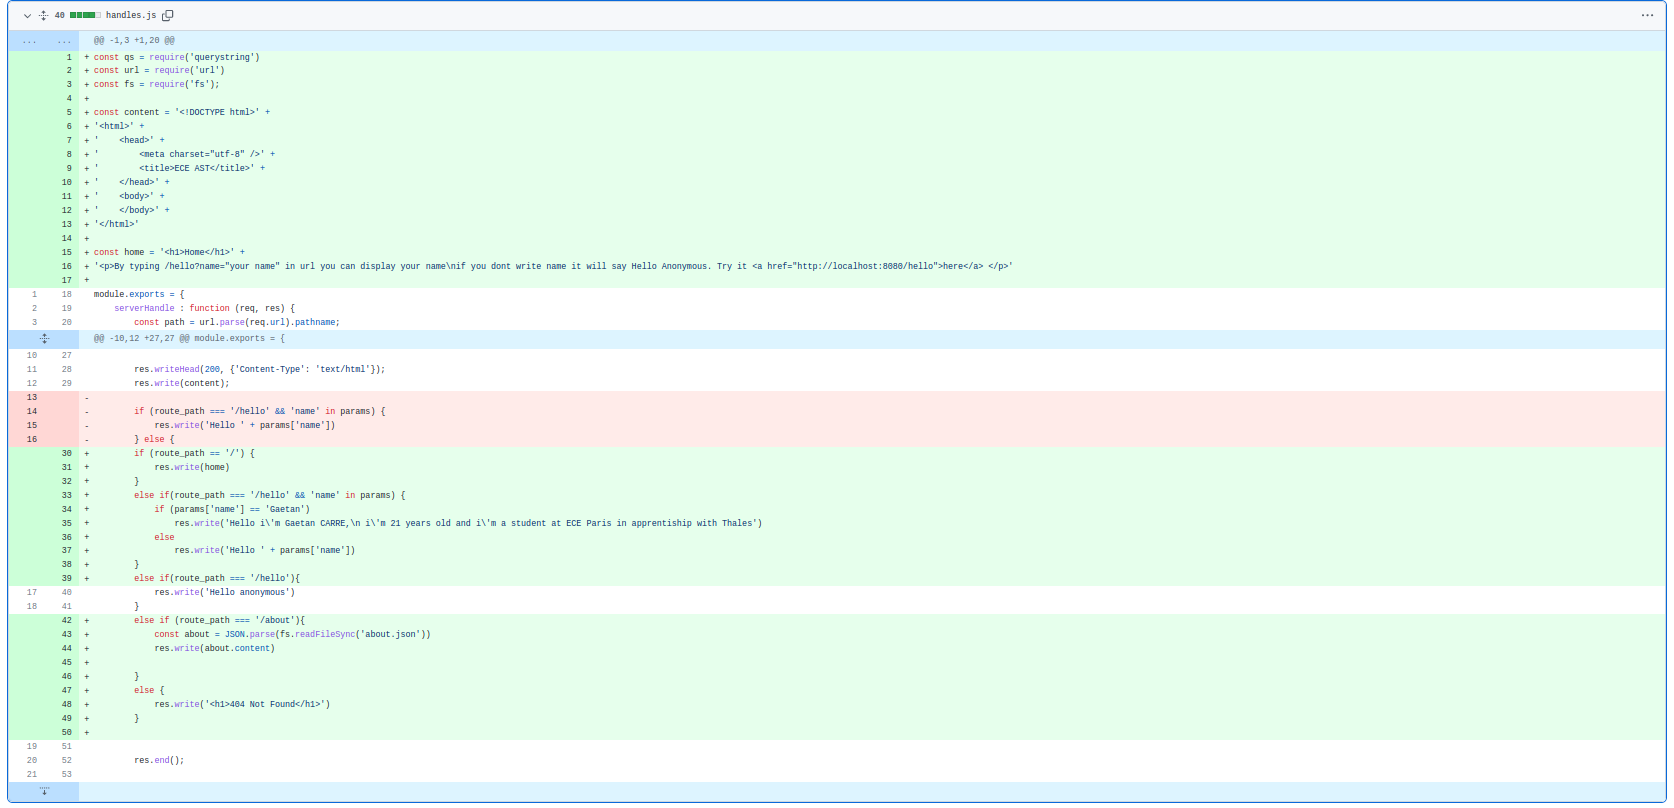 40 handles.js
... ... @@ -1,3 +1,20 @@
1 + const qs = require('querystring')
2 + const url = require('url')
3 + const fs = require('fs');
4 +
5 + const content = '<!DOCTYPE html>' +
6 + '<html>' +
7 + '    <head>' +
8 + '        <meta charset="utf-8" />' +
9 + '        <title>ECE AST</title>' +
10 + '    </head>' +
11 + '    <body>' +
12 + '    </body>' +
13 + '</html>'
14 +
15 + const home = '<h1>Home</h1>' +
16 + '<p>By typing /hello?name="your name" in url you can display your name\nif you dont write name it will say Hello Anonymous. Try it <a href="http://localhost:8080/hello">here</a> </p>'
17 +
1 18 module.exports = {
2 19     serverHandle : function (req, res) {
3 20         const path = url.parse(req.url).pathname;
@@ -10,12 +27,27 @@ module.exports = {
10 27
11 28         res.writeHead(200, {'Content-Type': 'text/html'});
12 29         res.write(content);
13 -
14 -         if (route_path === '/hello' && 'name' in params) {
15 -             res.write('Hello ' + params['name'])
16 -         } else {
30 +         if (route_path == '/') {
31 +             res.write(home)
32 +         }
33 +         else if(route_path === '/hello' && 'name' in params) {
34 +             if (params['name'] == 'Gaetan')
35 +                 res.write('Hello i\'m Gaetan CARRE,\n i\'m 21 years old and i\'m a student at ECE Paris in apprentiship with Thales')
36 +             else
37 +                 res.write('Hello ' + params['name'])
38 +         }
39 +         else if(route_path === '/hello'){
17 40             res.write('Hello anonymous')
18 41         }
42 +         else if (route_path === '/about'){
43 +             const about = JSON.parse(fs.readFileSync('about.json'))
44 +             res.write(about.content)
45 +
46 +         }
47 +         else {
48 +             res.write('<h1>404 Not Found</h1>')
49 +         }
50 +
19 51
20 52         res.end();
21 53